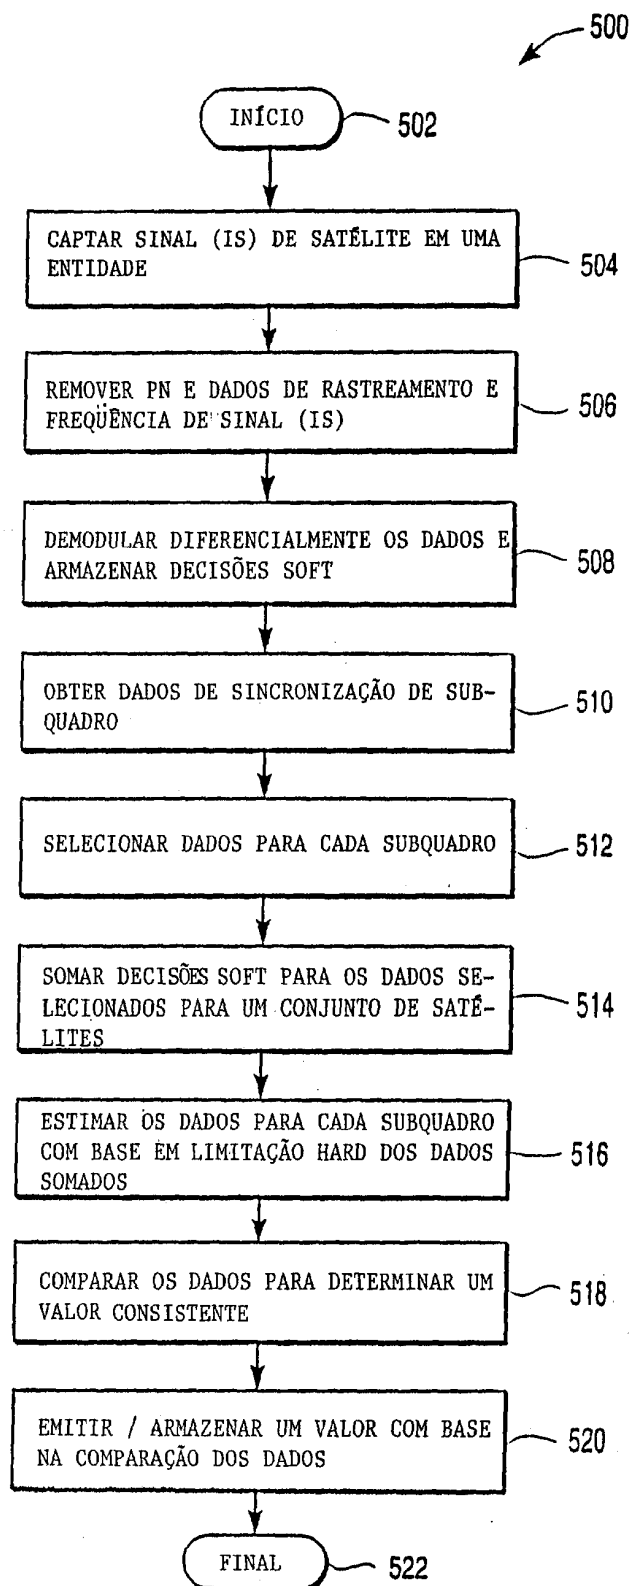 500
INÍCIO
502
CAPTAR SINAL (IS) DE SATÉLITE EM UMA
ENTIDADE
504
REMOVER PN E DADOS DE RASTREAMENTO E
FREQÜÊNCIA DE SINAL (IS)
506
DEMODULAR DIFERENCIALMENTE OS DADOS E
ARMAZENAR DECISÕES SOFT
508
OBTER DADOS DE SINCRONIZAÇÃO DE SUB-
QUADRO
510
SELECIONAR DADOS PARA CADA SUBQUADRO
512
SOMAR DECISÕES SOFT PARA OS DADOS SE-
LECIONADOS PARA UM CONJUNTO DE SATÉ-
LITES
514
ESTIMAR OS DADOS PARA CADA SUBQUADRO
COM BASE EM LIMITAÇÃO HARD DOS DADOS
SOMADOS
516
COMPARAR OS DADOS PARA DETERMINAR UM
VALOR CONSISTENTE
518
EMITIR / ARMAZENAR UM VALOR COM BASE
NA COMPARAÇÃO DOS DADOS
520
FINAL
522